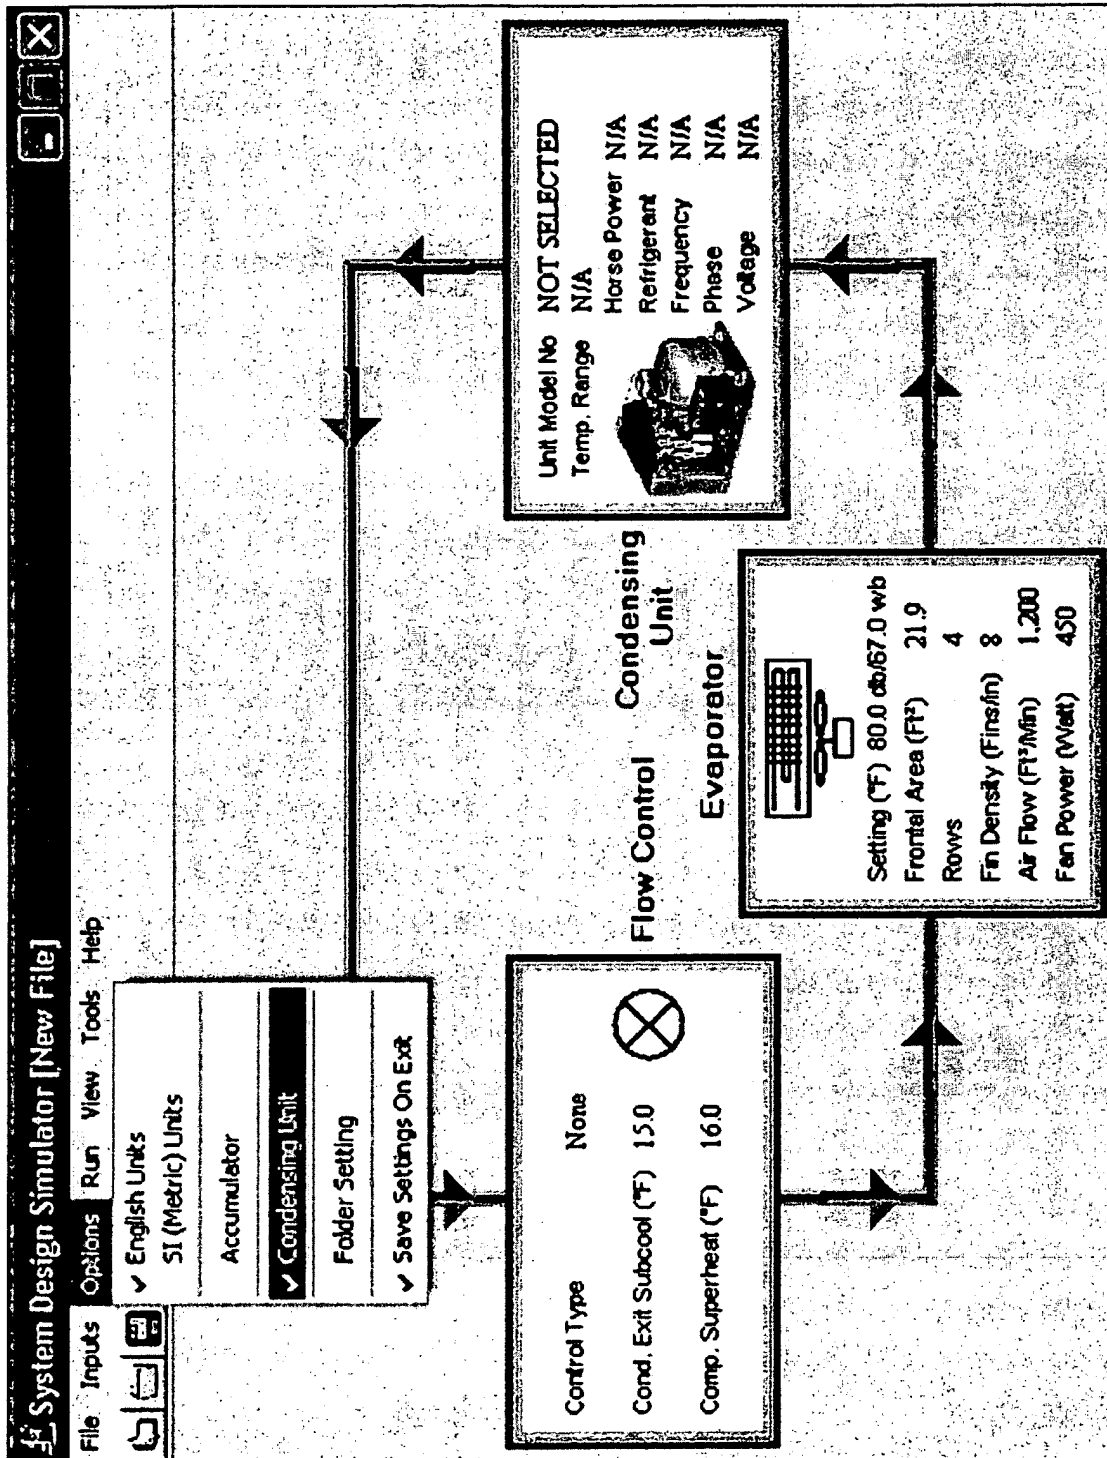 System Design Simulator [New File]
File Inputs Options Run View Tools Help
✓ English Units
SI (Metric) Units
Accumulator
✓ Condensing Unit
Folder Setting
✓ Save Settings On Exit
Control Type None
Cond. Exit Subcool (°F) 15.0
Comp. Superheat (°F) 16.0
Flow Control
Condensing
Unit
Unit Model No NOT SELECTED
Temp. Range N/A
Horse Power N/A
Refrigerant N/A
Frequency N/A
Phase N/A
Voltage N/A
Evaporator
Setting (°F) 80.0 db/67.0 wb
Frontal Area (Ft²) 21.9
Rows 4
Fin Density (Fins/in) 8
Air Flow (Ft³/Min) 1,200
Fan Power (Watt) 450